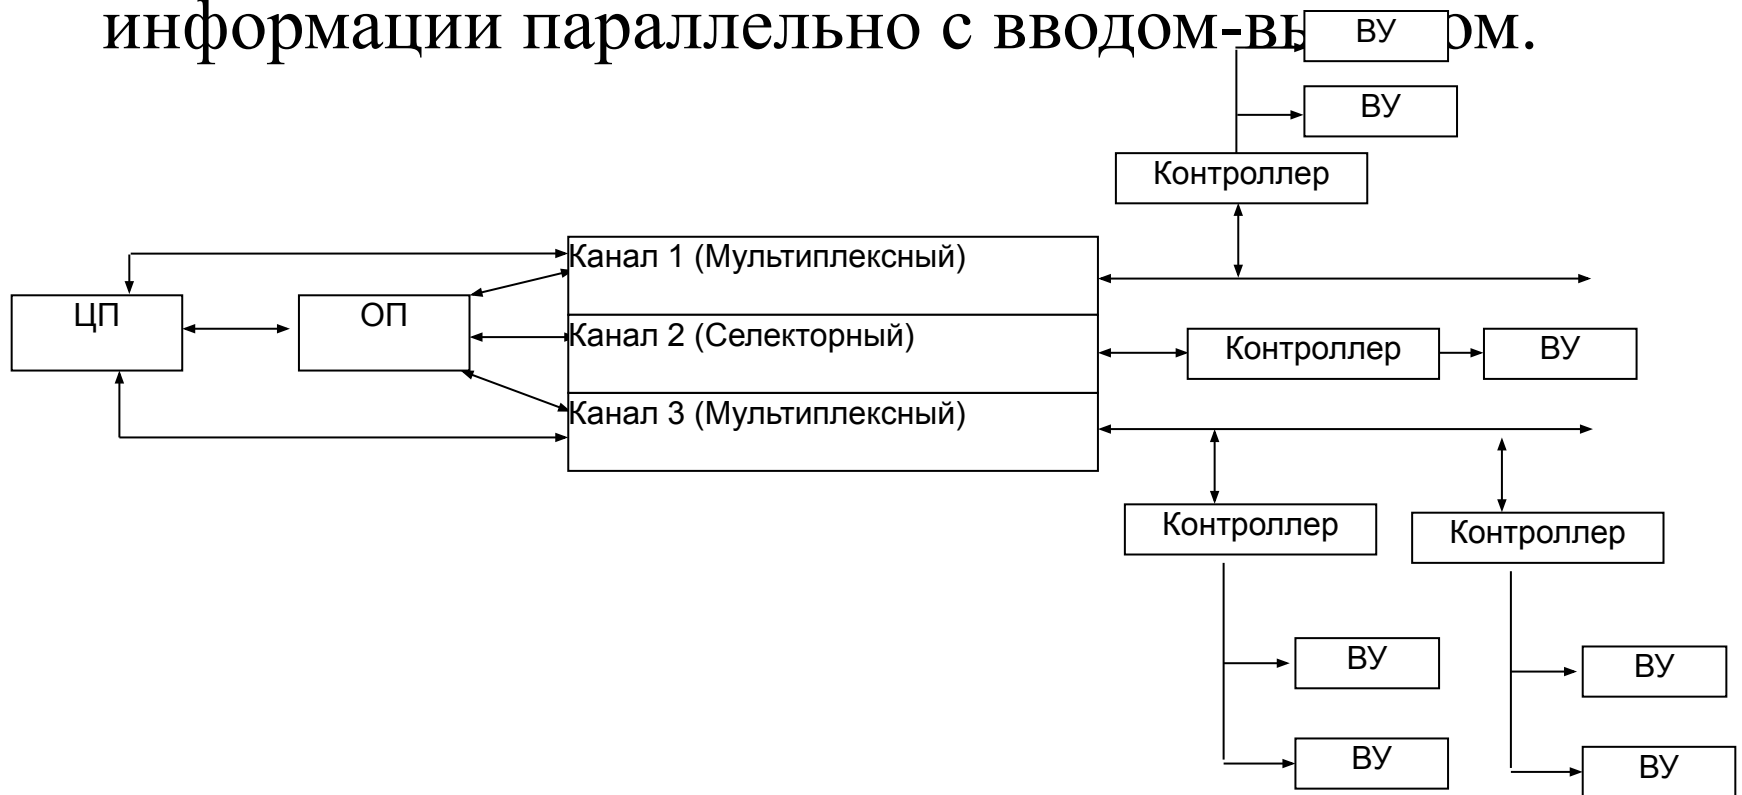 информации параллельно с вводом-вы ом.
ВУ
ВУ
Контроллер
Канал 1 (Мультиплексный)
ЦП
ОП
Канал 2 (Селекторный)
Контроллер
ВУ
Канал 3 (Мультиплексный)
Контроллер
Контроллер
ВУ
ВУ
ВУ
ВУ